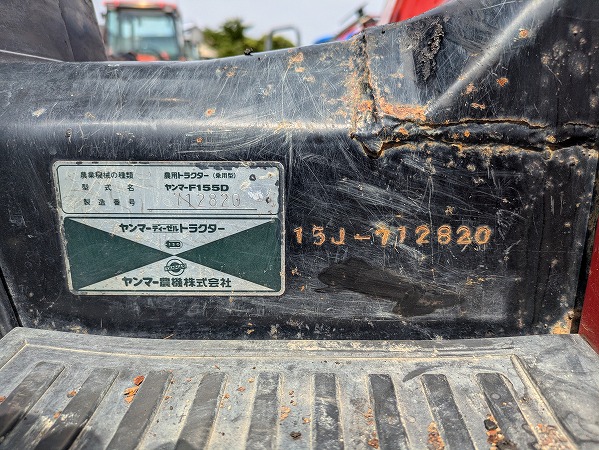 農業機械の種類 農用トラクター（乗用型）
型式名 ヤンマーF155D
製造番号 112820
ヤンマーディーゼルトラクター
ヤンマー農機株式会社
15J-112820